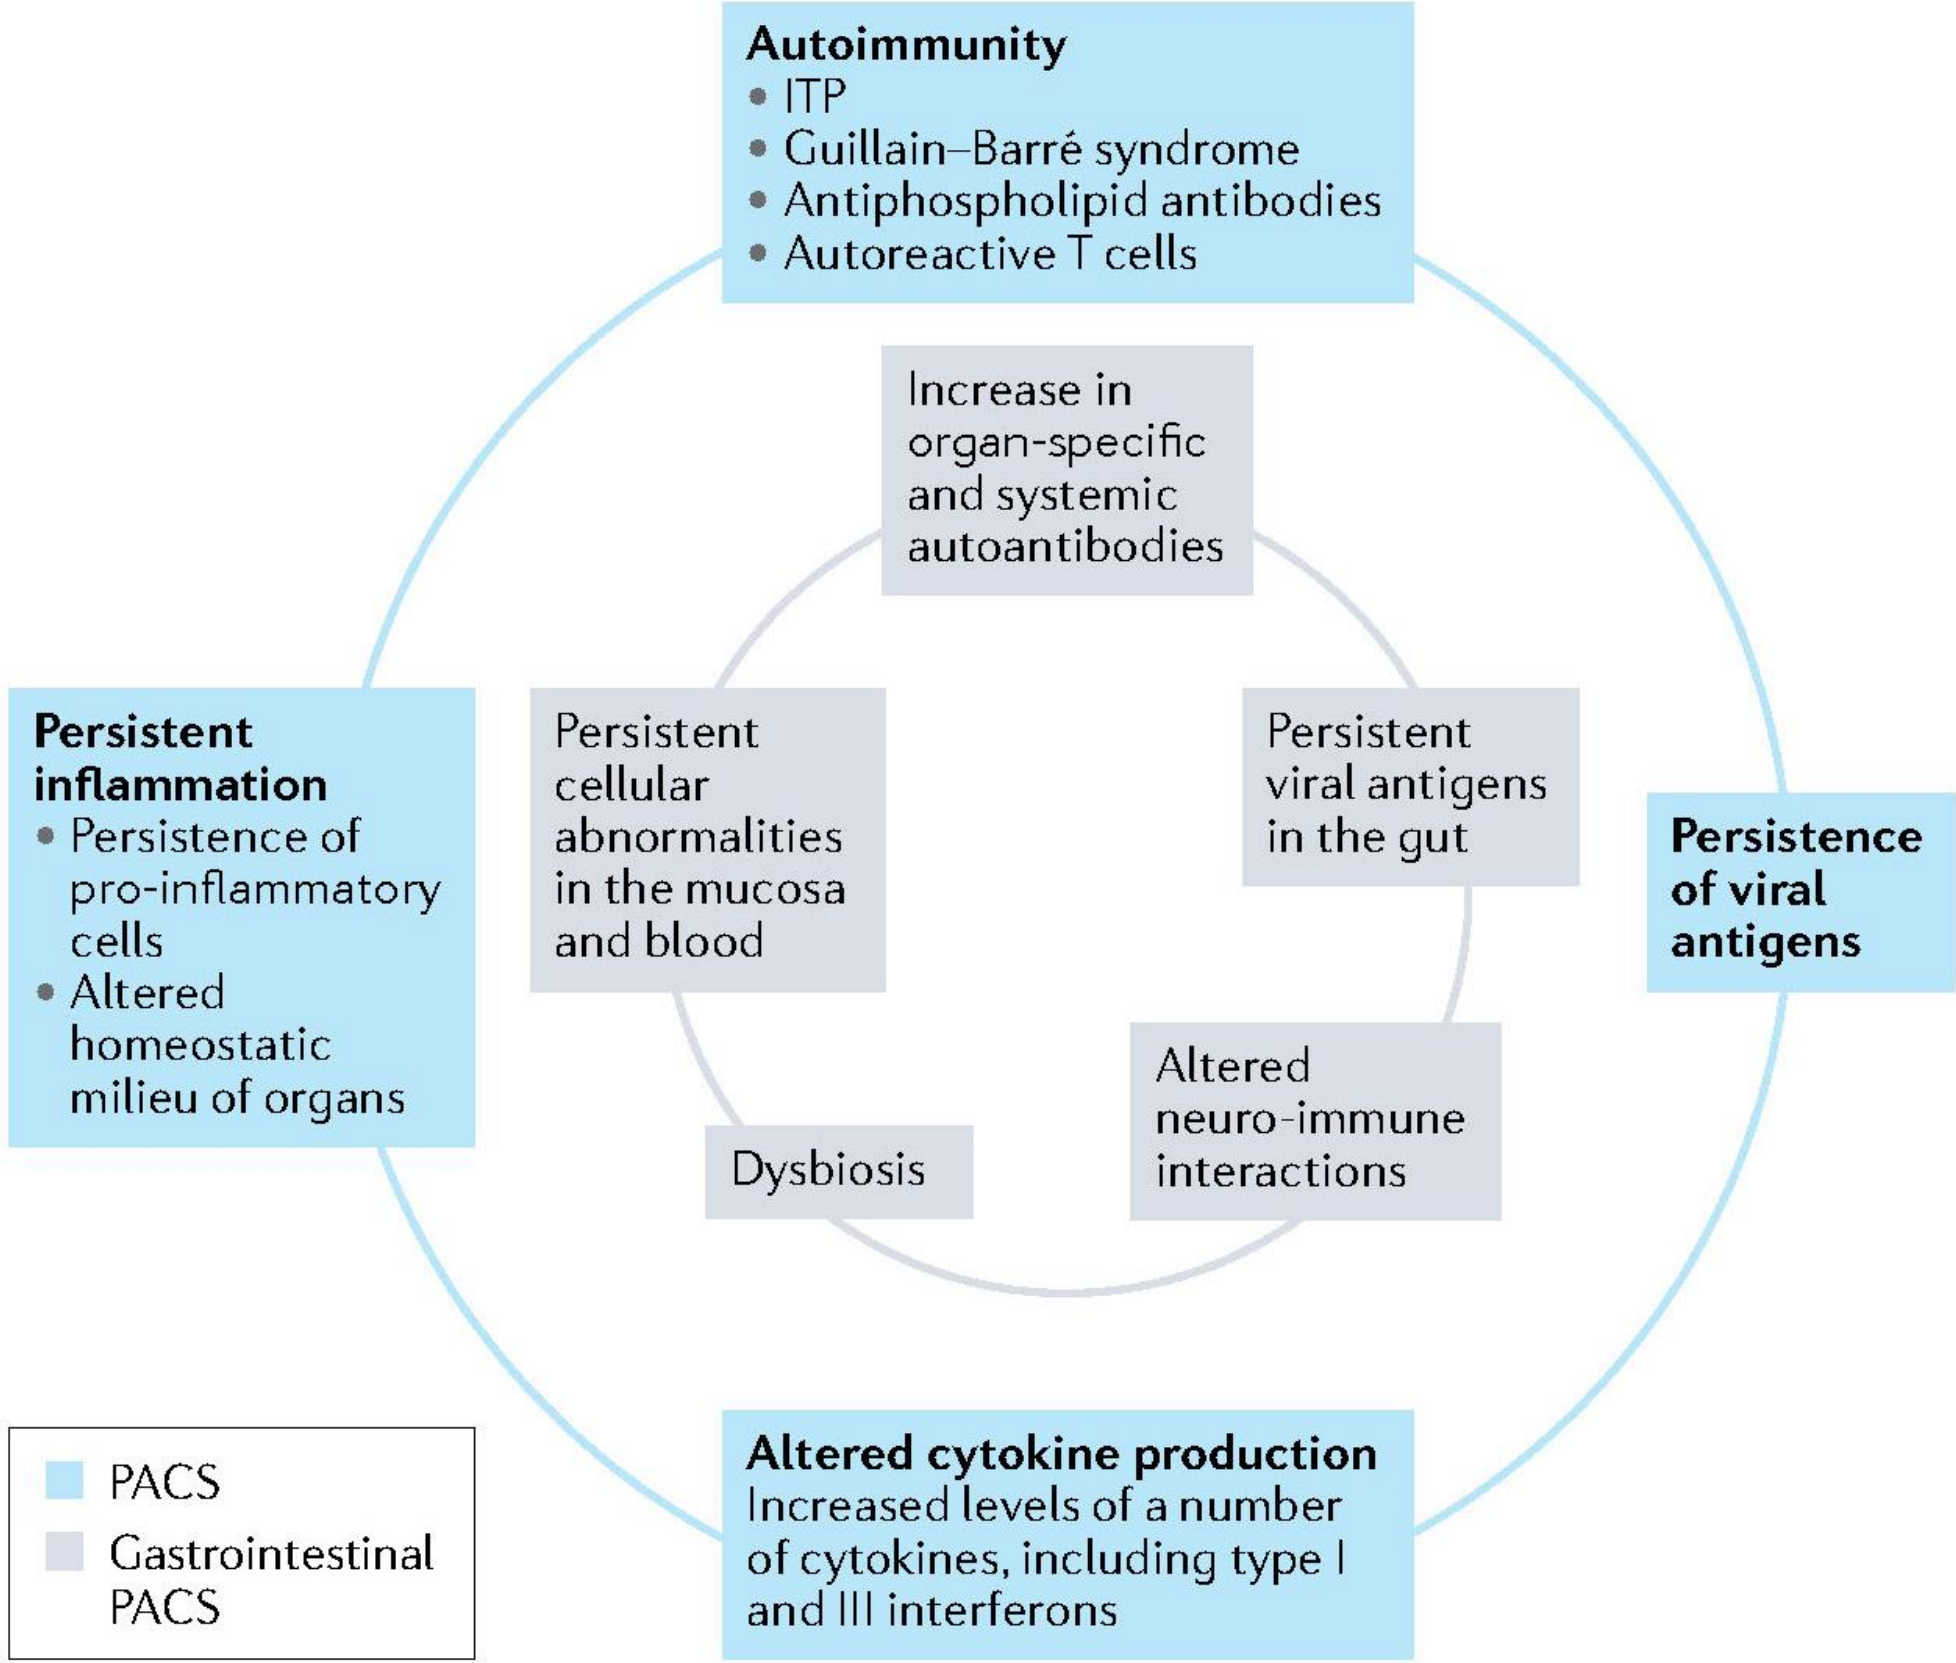 Autoimmunity
• ITP
• Guillain–Barré syndrome
• Antiphospholipid antibodies
• Autoreactive T cells
Increase in
organ-specific
and systemic
autoantibodies
Persistent
inflammation
• Persistence of
pro-inflammatory
cells
• Altered
homeostatic
milieu of organs
Persistent
cellular
abnormalities
in the mucosa
and blood
Persistent
viral antigens
in the gut
Persistence
of viral
antigens
Altered
neuro-immune
interactions
Dysbiosis
Altered cytokine production
Increased levels of a number
of cytokines, including type I
and III interferons
PACS
Gastrointestinal
PACS